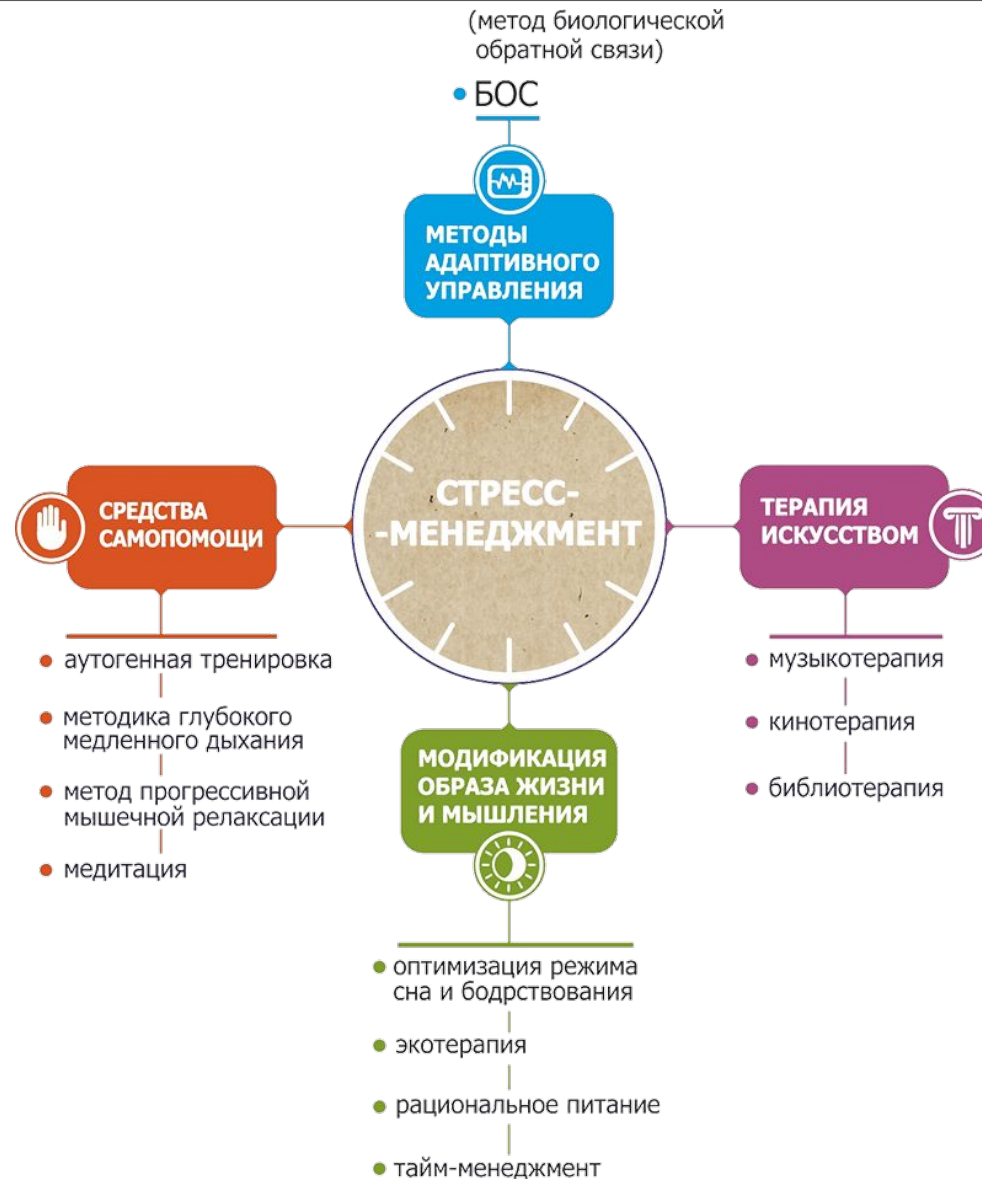 (метод биологической
обратной связи)
• БОС
МЕТОДЫ
АДАПТИВНОГО
УПРАВЛЕНИЯ
СТРЕСС-
-МЕНЕДЖМЕНТ
СРЕДСТВА
САМОПОМОЩИ
• аутогенная тренировка
• методика глубокого
медленного дыхания
• метод прогрессивной
мышечной релаксации
• медитация
ТЕРАПИЯ
ИСКУССТВОМ
• музыкотерапия
• кинотерапия
• библиотерапия
МОДИФИКАЦИЯ
ОБРАЗА ЖИЗНИ
И МЫШЛЕНИЯ
• оптимизация режима
сна и бодрствования
• экотерапия
• рациональное питание
• тайм-менеджмент